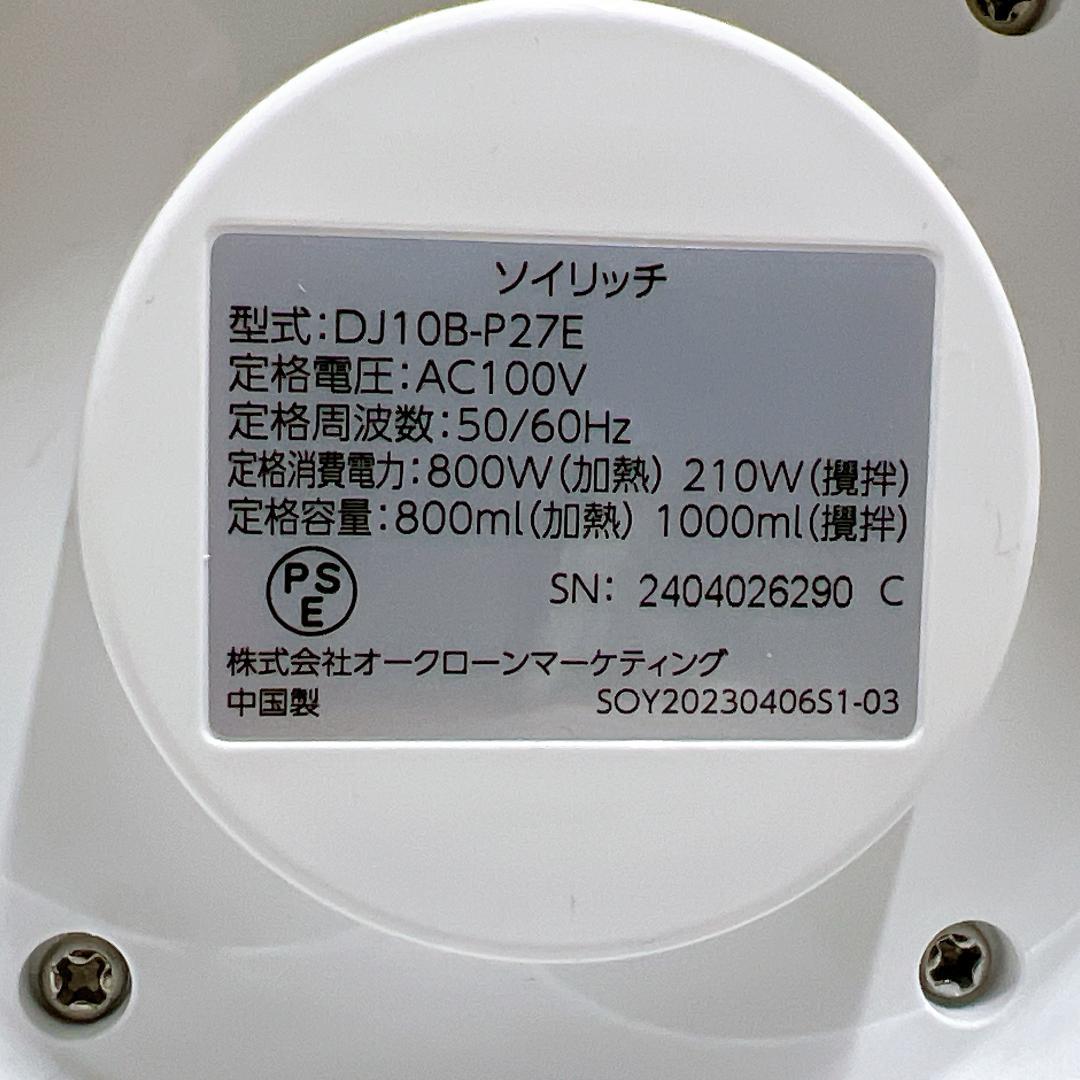 ソイリッチ
型式:DJ10B-P27E
定格電圧:AC100V
定格周波数:50/60Hz
定格消費電力:800W(加熱) 210W(攪拌)
定格容量:800ml(加熱) 1000ml(攪拌)
PSE
SN: 2404026290 C
株式会社オークローンマーケティング
中国製 SOY20230406S1-03